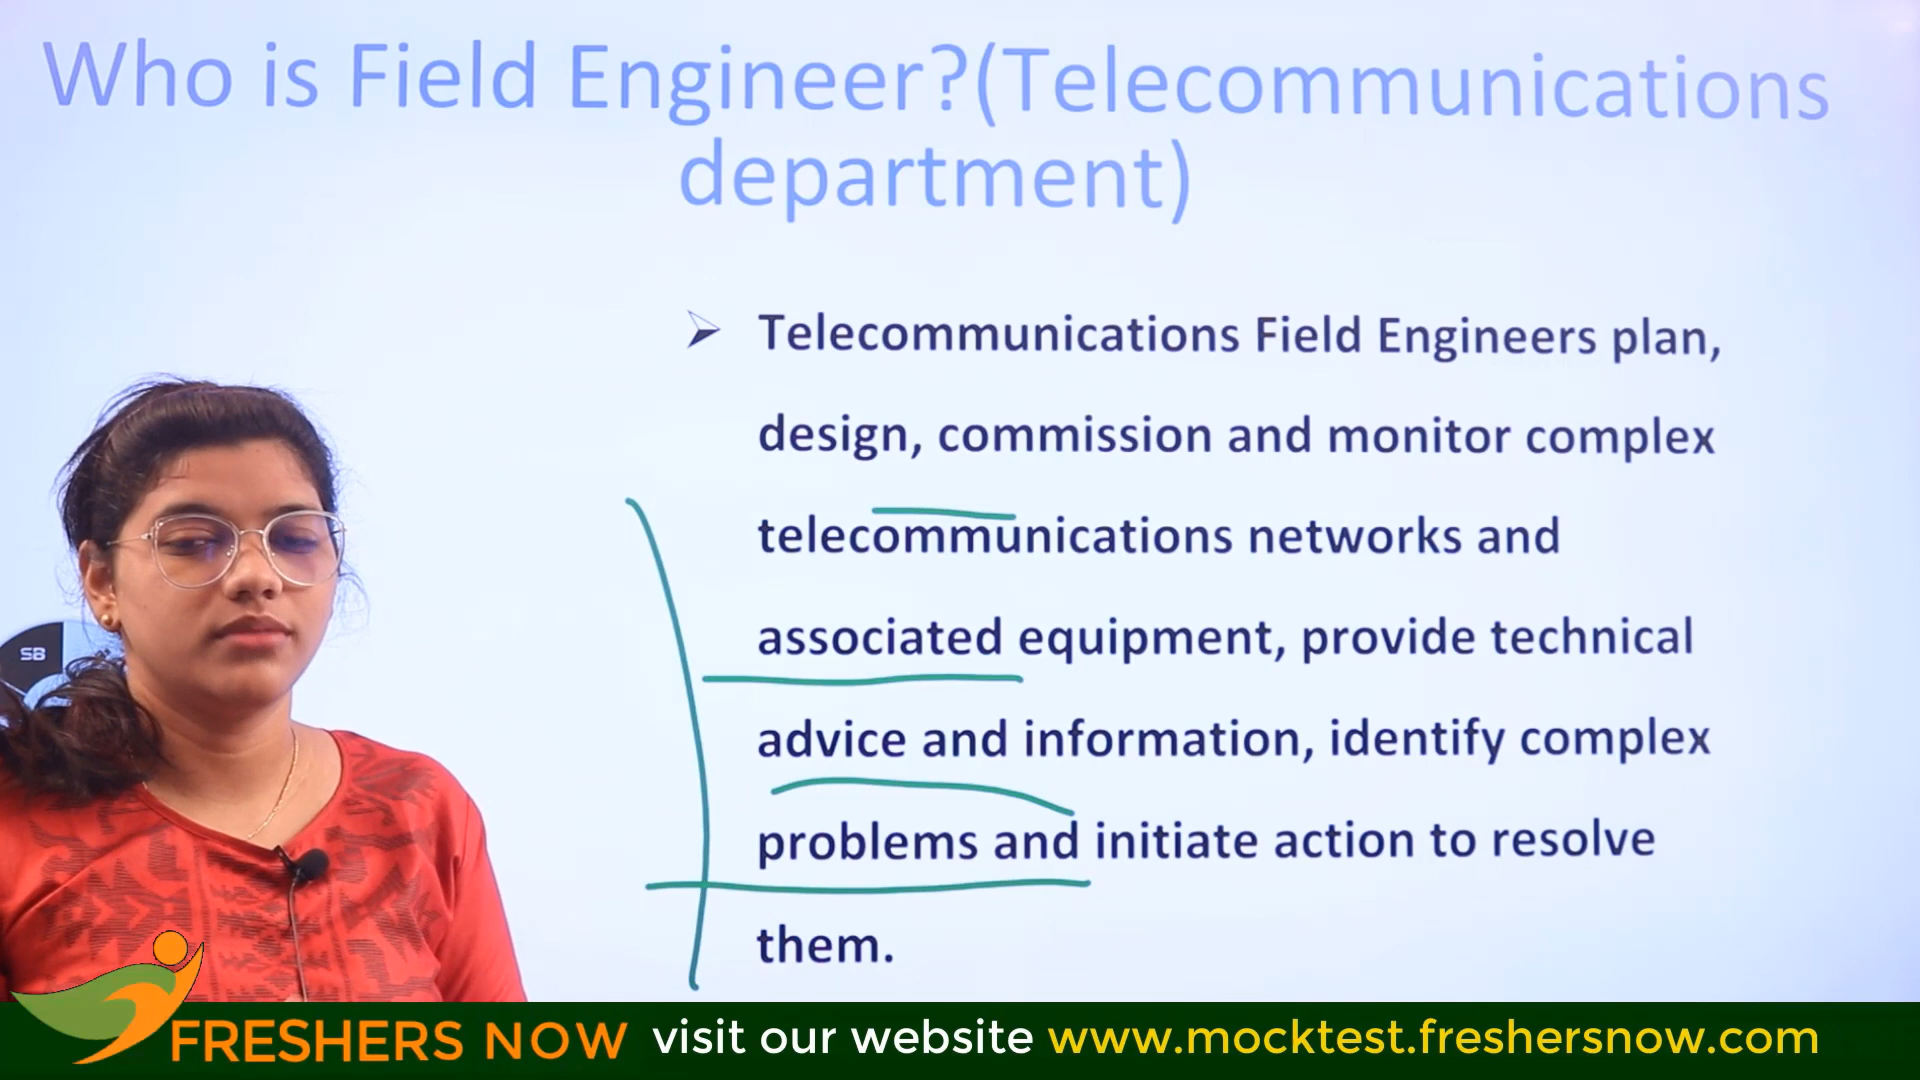 Who is Field Engineer?(Telecommunications
department)
➢ Telecommunications Field Engineers plan,
design, commission and monitor complex
telecommunications networks and
associated equipment, provide technical
advice and information, identify complex
problems and initiate action to resolve
them.
SB
FRESHERS NOW visit our website www.mocktest.freshersnow.com